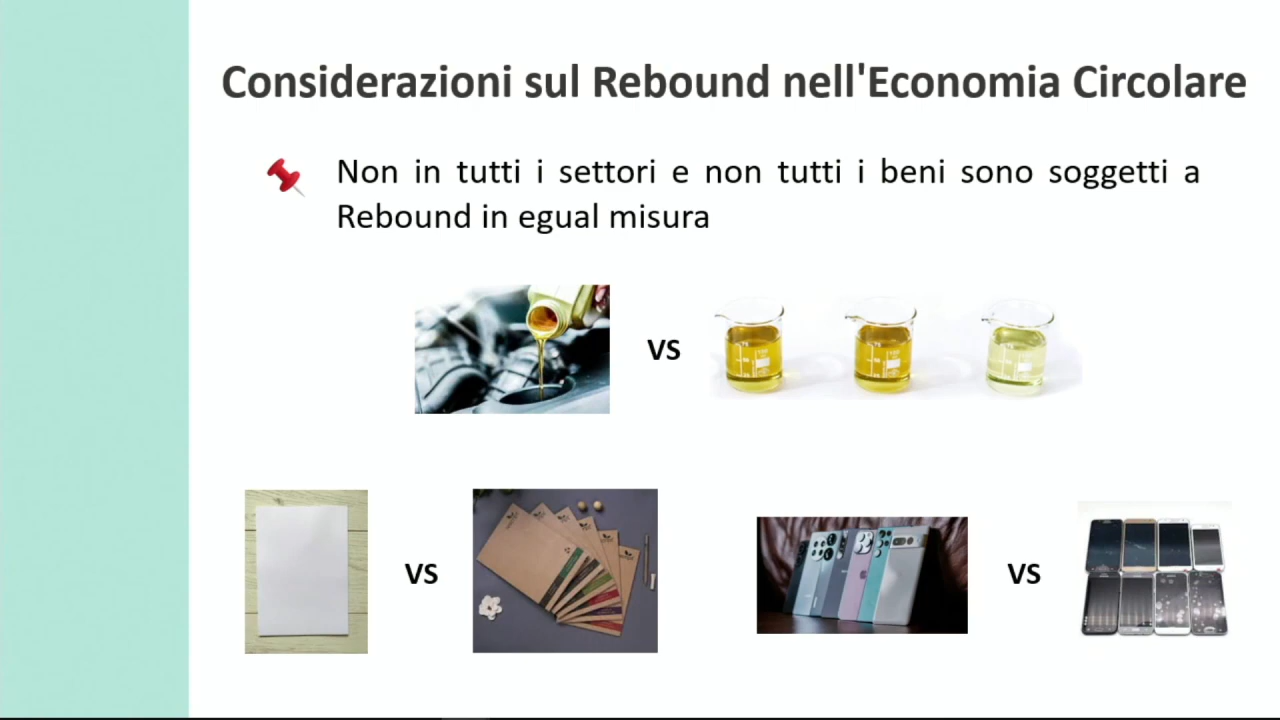 Considerazioni sul Rebound nell'Economia Circolare
Non in tutti i settori e non tutti i beni sono soggetti a
Rebound in egual misura
VS
VS
VS